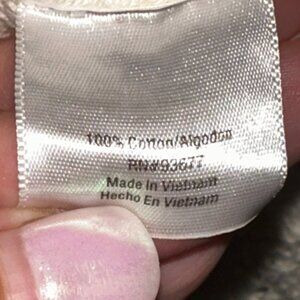 100% Cotton/Algodon
RN#93677
Made In Vietnam
Hecho En Vietnam